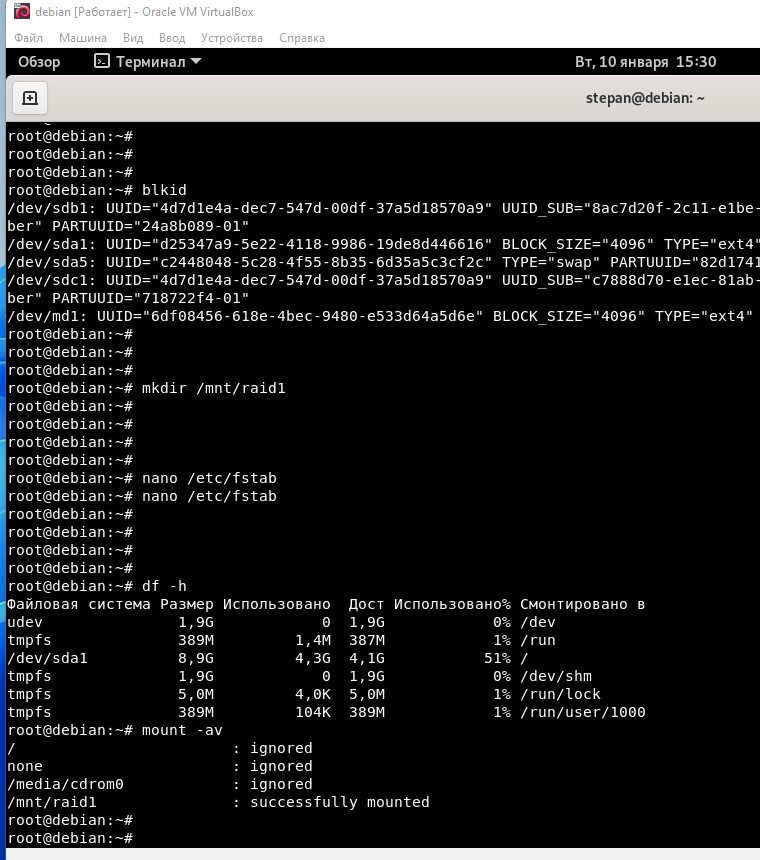 debian [Работает] - Oracle VM VirtualBox
Файл Машина Вид Ввод Устройства Справка
Обзор Терминал Вт, 10 января 15:30
stepan@debian: ~
root@debian:~#
root@debian:~#
root@debian:~#
root@debian:~# blkid
/dev/sdb1: UUID="4d7d1e4a-dec7-547d-00df-37a5d18570a9" UUID_SUB="8ac7d20f-2c11-e1be-
ber" PARTUUID="24a8b089-01"
/dev/sda1: UUID="d25347a9-5e22-4118-9986-19de8d446616" BLOCK_SIZE="4096" TYPE="ext4"
/dev/sda5: UUID="c2448048-5c28-4f55-8b35-6d35a5c3cf2c" TYPE="swap" PARTUUID="82d1741
/dev/sdc1: UUID="4d7d1e4a-dec7-547d-00df-37a5d18570a9" UUID_SUB="c7888d70-e1ec-81ab-
ber" PARTUUID="718722f4-01"
/dev/md1: UUID="6df08456-618e-4bec-9480-e533d64a5d6e" BLOCK_SIZE="4096" TYPE="ext4"
root@debian:~#
root@debian:~#
root@debian:~#
root@debian:~# mkdir /mnt/raid1
root@debian:~#
root@debian:~#
root@debian:~#
root@debian:~#
root@debian:~# nano /etc/fstab
root@debian:~# nano /etc/fstab
root@debian:~#
root@debian:~#
root@debian:~#
root@debian:~#
root@debian:~# df -h
Файловая система Размер Использовано Дост Использовано% Смонтировано в
udev 1,9G 0 1,9G 0% /dev
tmpfs 389M 1,4M 387M 1% /run
/dev/sda1 8,9G 4,3G 4,1G 51% /
tmpfs 1,9G 0 1,9G 0% /dev/shm
tmpfs 5,0M 4,0K 5,0M 1% /run/lock
tmpfs 389M 104K 389M 1% /run/user/1000
root@debian:~# mount -av
/ : ignored
none : ignored
/media/cdrom0 : ignored
/mnt/raid1 : successfully mounted
root@debian:~#
root@debian:~#